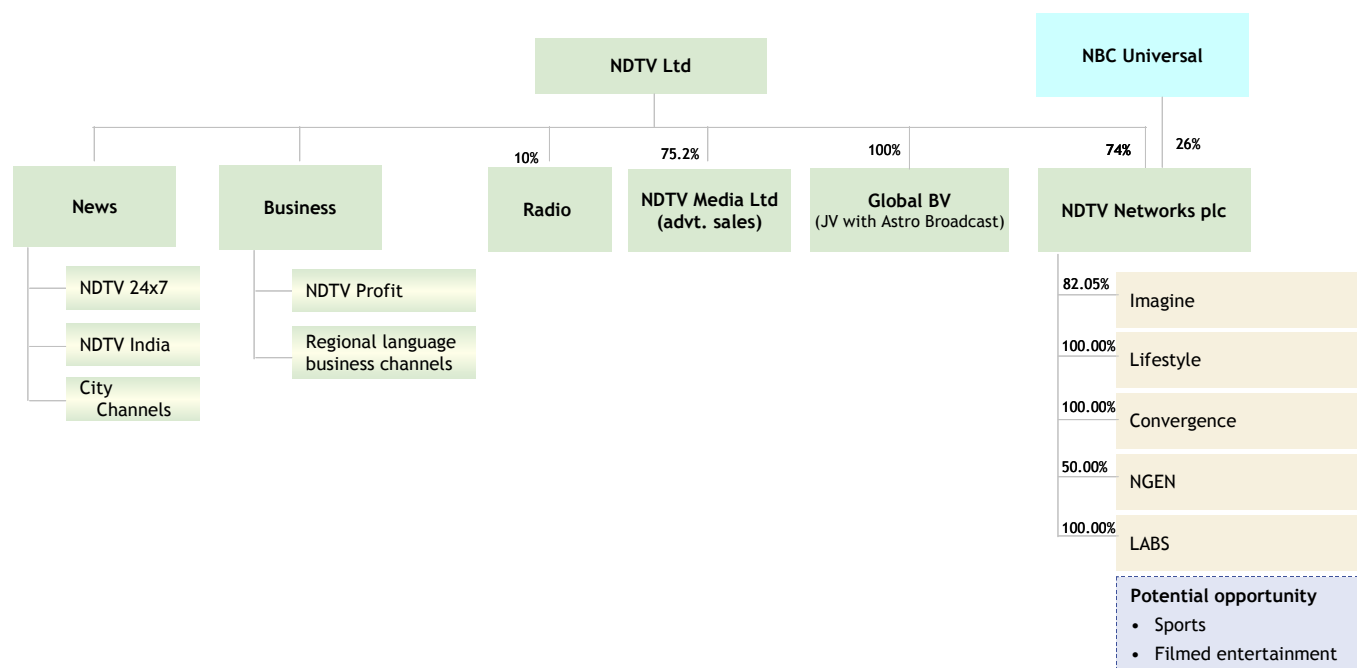 NDTV Ltd
NBC Universal
10%
75.2%
100%
74%
26%
News
Business
Radio
NDTV Media Ltd
(advt. sales)
Global BV
(JV with Astro Broadcast)
NDTV Networks plc
NDTV 24x7
NDTV India
City
Channels
NDTV Profit
Regional language
business channels
82.05%
Imagine
100.00%
Lifestyle
100.00%
Convergence
50.00%
NGEN
100.00%
LABS
Potential opportunity
• Sports
• Filmed entertainment